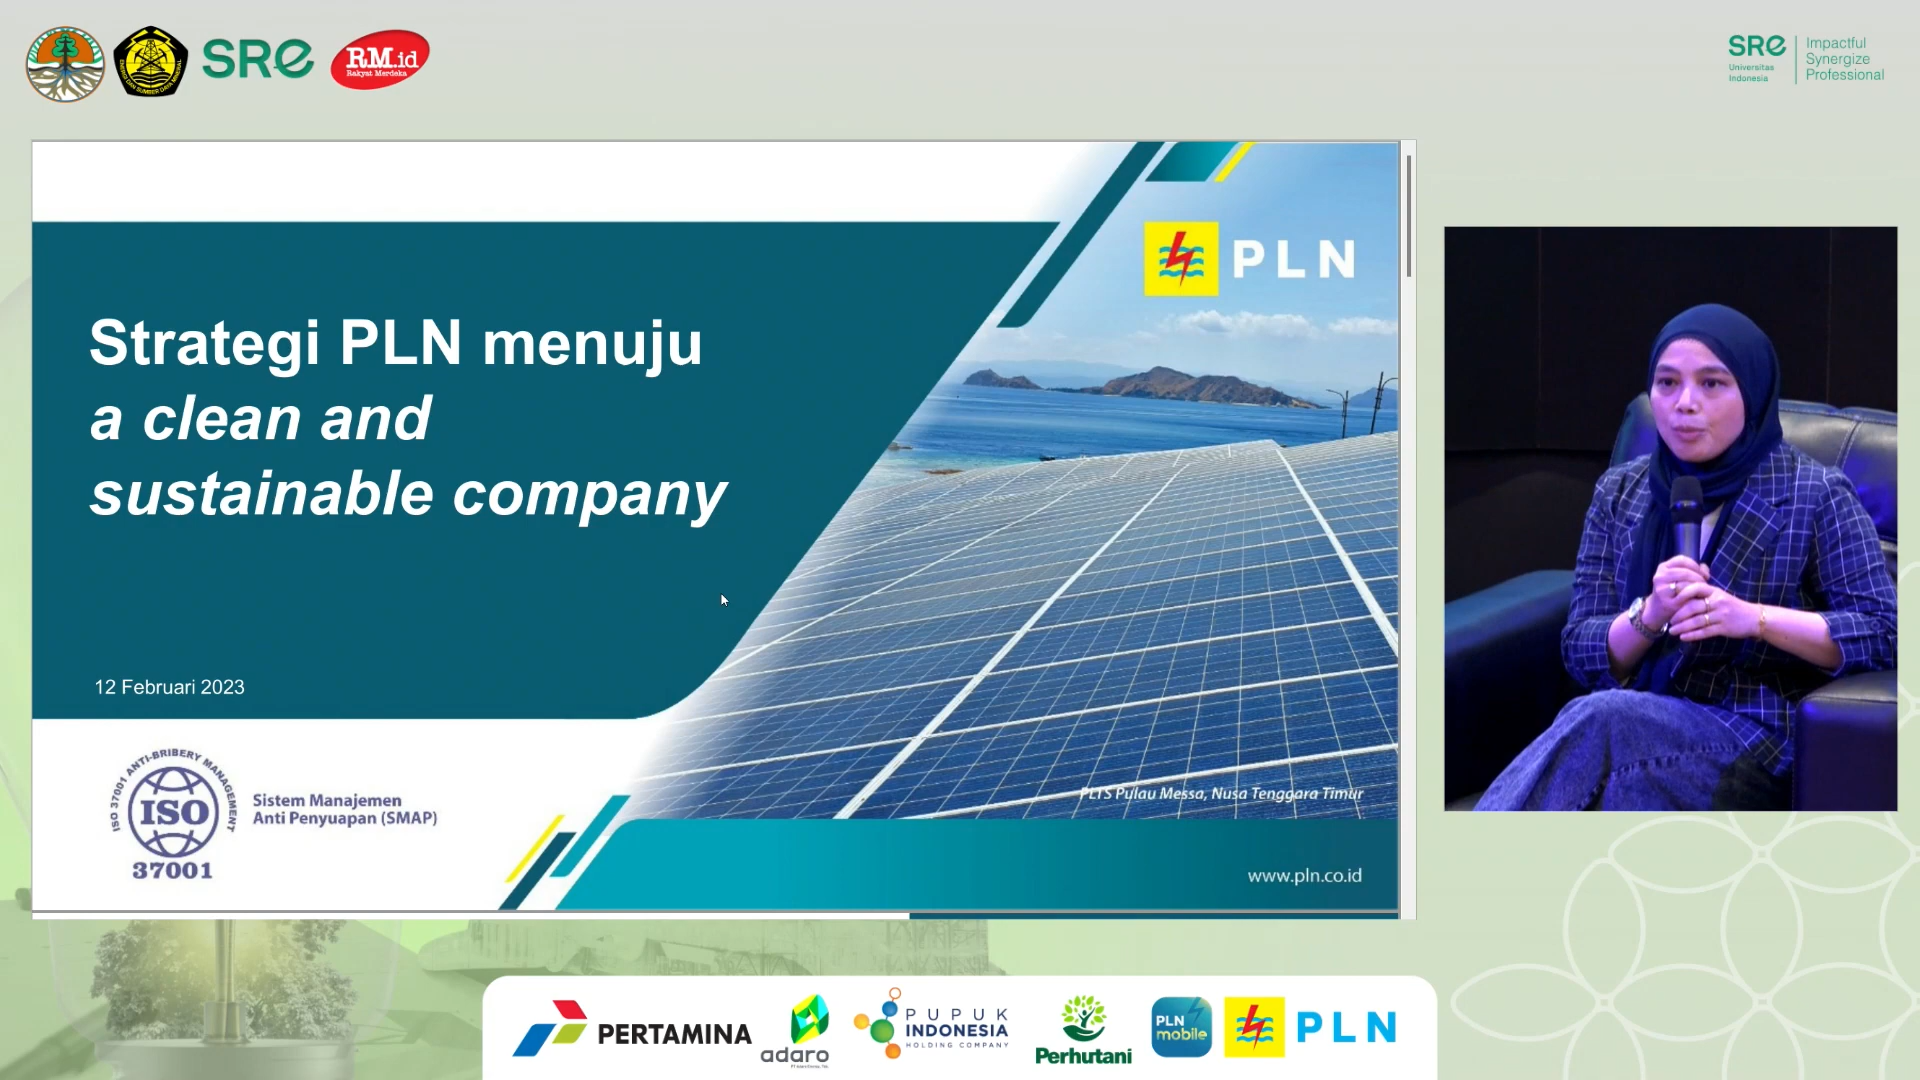 SRE
RM.id
Rakyat Merdeka
SRE
Universitas
Indonesia
Impactful
Synergize
Professional
PLN
Strategi PLN menuju
a clean and
sustainable company
12 Februari 2023
ISO 37001 ANTI-BRIBERY MANAGEMENT
ISO
37001
Sistem Manajemen
Anti Penyuapan (SMAP)
PLTS Pulau Messa, Nusa Tenggara Timur
www.pln.co.id
PERTAMINA
adaro
PUPUK
INDONESIA
HOLDING COMPANY
Perhutani
PLN
mobile
PLN